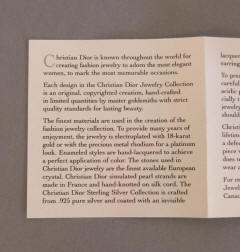 Christian Dior is known throughout the world for
creating fashion jewelry to adorn the most elegant
women, to mark the most memorable occasions.
Each design in the Christian Dior Jewelry Collection
is an original, copyrighted creation, hand-crafted
in limited quantities by master goldsmiths with strict
quality standards for lasting beauty.
The finest materials are used in the creation of the
fashion jewelry collection. To provide many years of
enjoyment, the jewelry is electroplated with 18-karat
gold or with the precious metal rhodium for a platinum
look. Enameled styles are hand-lacquered to achieve
a perfect application of color. The stones used in
Christian Dior jewelry are the finest available European
crystal. Christian Dior simulated pearl strands are
made in France and hand-knotted on silk cord. The
Christian Dior Sterling Silver Collection is crafted
from .925 pure silver and coated with an invisible
lacque
earring
To pre
careful
acidic p
cially t
jewelry
should
Christi
lifetim
a defec
piece w
does to
wear a
For re
Jewel
Canad